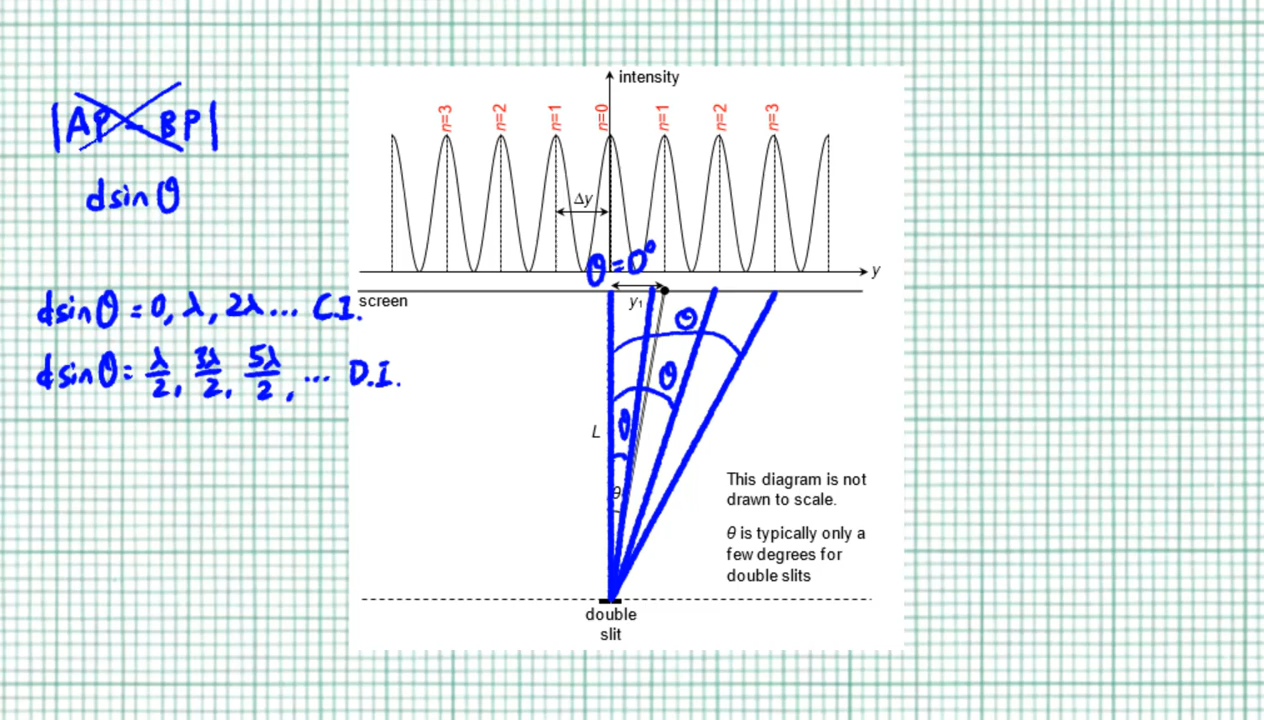 intensity
n=3 n=2 n=1 n=0 n=1 n=2 n=3
|AP - BP|
d sin θ
Δy
θ = 0°
y
screen
y₁
d sin θ = 0, λ, 2λ ... C.I.
d sin θ = λ/2, 3λ/2, 5λ/2, ... D.I.
θ
θ
θ
L
θ
This diagram is not
drawn to scale.
θ is typically only a
few degrees for
double slits
double
slit